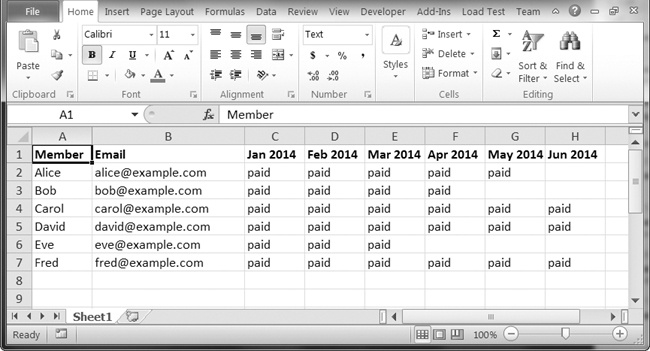 File Home Insert Page Layout Formulas Data Review View Developer Add-Ins Load Test Team
Calibri 11 Text
Paste B I U A A $ % , Styles Insert Delete Format Σ Sort & Filter Find & Select
Clipboard Font Alignment Number Cells Editing
A1 fx Member
A B C D E F G H
1 Member Email Jan 2014 Feb 2014 Mar 2014 Apr 2014 May 2014 Jun 2014
2 Alice alice@example.com paid paid paid paid paid
3 Bob bob@example.com paid paid paid paid
4 Carol carol@example.com paid paid paid paid paid paid
5 David david@example.com paid paid paid paid paid paid
6 Eve eve@example.com paid paid paid
7 Fred fred@example.com paid paid paid paid paid paid
8
9
Sheet1
Ready 100%